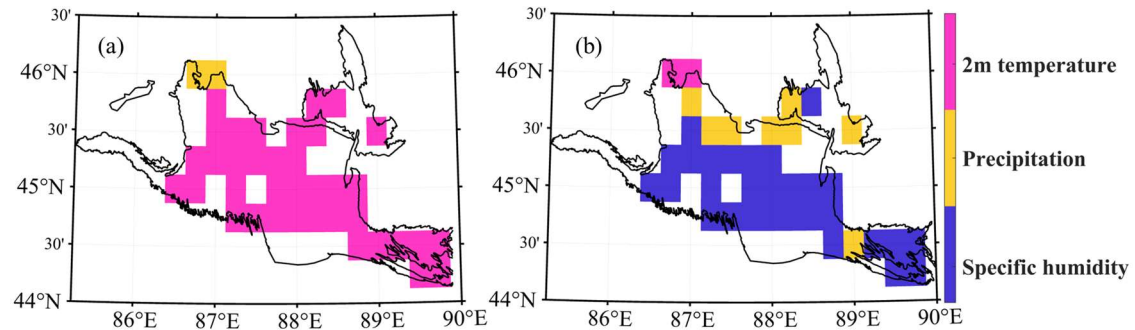 30'
(a)
46°N
30'
45°N
30'
44°N
86°E 87°E 88°E 89°E 90°E
30'
(b)
46°N
30'
45°N
30'
44°N
86°E 87°E 88°E 89°E 90°E
2m temperature
Precipitation
Specific humidity